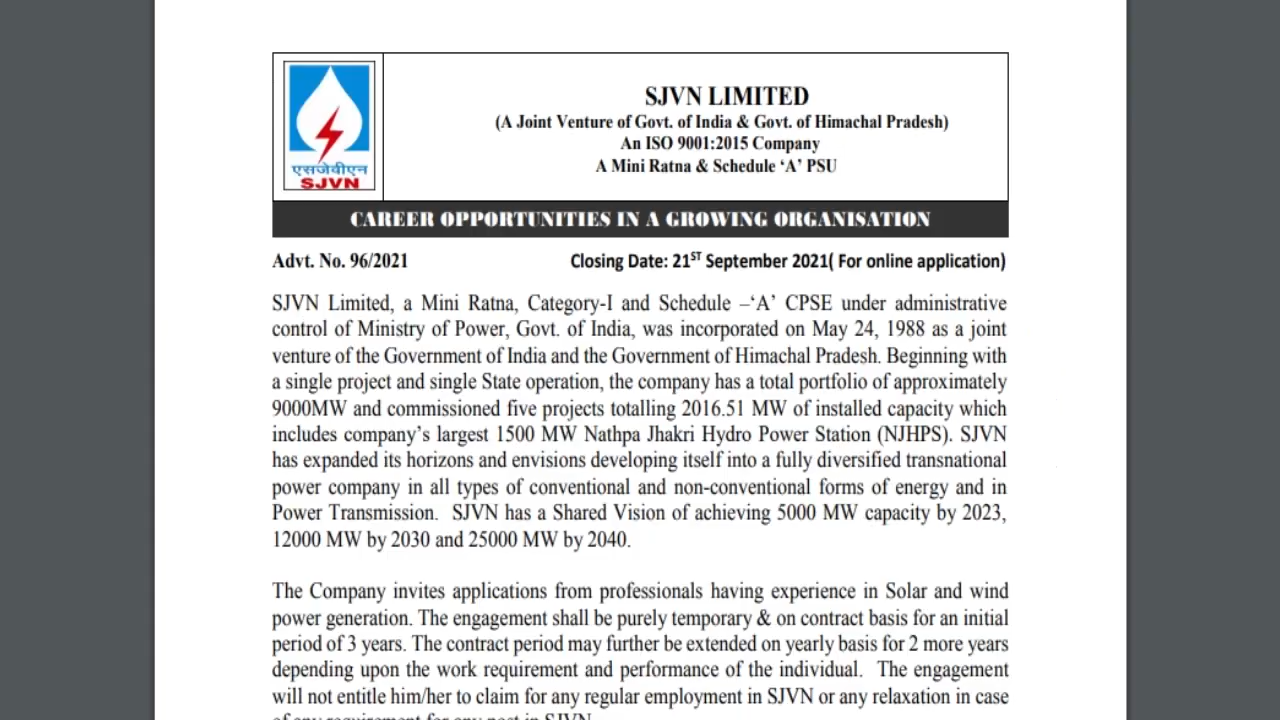 एसजेवीएन
SJVN
SJVN LIMITED
(A Joint Venture of Govt. of India & Govt. of Himachal Pradesh)
An ISO 9001:2015 Company
A Mini Ratna & Schedule ‘A’ PSU
CAREER OPPORTUNITIES IN A GROWING ORGANISATION
Advt. No. 96/2021 Closing Date: 21ST September 2021( For online application)
SJVN Limited, a Mini Ratna, Category-I and Schedule –‘A’ CPSE under administrative
control of Ministry of Power, Govt. of India, was incorporated on May 24, 1988 as a joint
venture of the Government of India and the Government of Himachal Pradesh. Beginning with
a single project and single State operation, the company has a total portfolio of approximately
9000MW and commissioned five projects totalling 2016.51 MW of installed capacity which
includes company’s largest 1500 MW Nathpa Jhakri Hydro Power Station (NJHPS). SJVN
has expanded its horizons and envisions developing itself into a fully diversified transnational
power company in all types of conventional and non-conventional forms of energy and in
Power Transmission. SJVN has a Shared Vision of achieving 5000 MW capacity by 2023,
12000 MW by 2030 and 25000 MW by 2040.
The Company invites applications from professionals having experience in Solar and wind
power generation. The engagement shall be purely temporary & on contract basis for an initial
period of 3 years. The contract period may further be extended on yearly basis for 2 more years
depending upon the work requirement and performance of the individual. The engagement
will not entitle him/her to claim for any regular employment in SJVN or any relaxation in case
of any requirement for any post in SJVN.